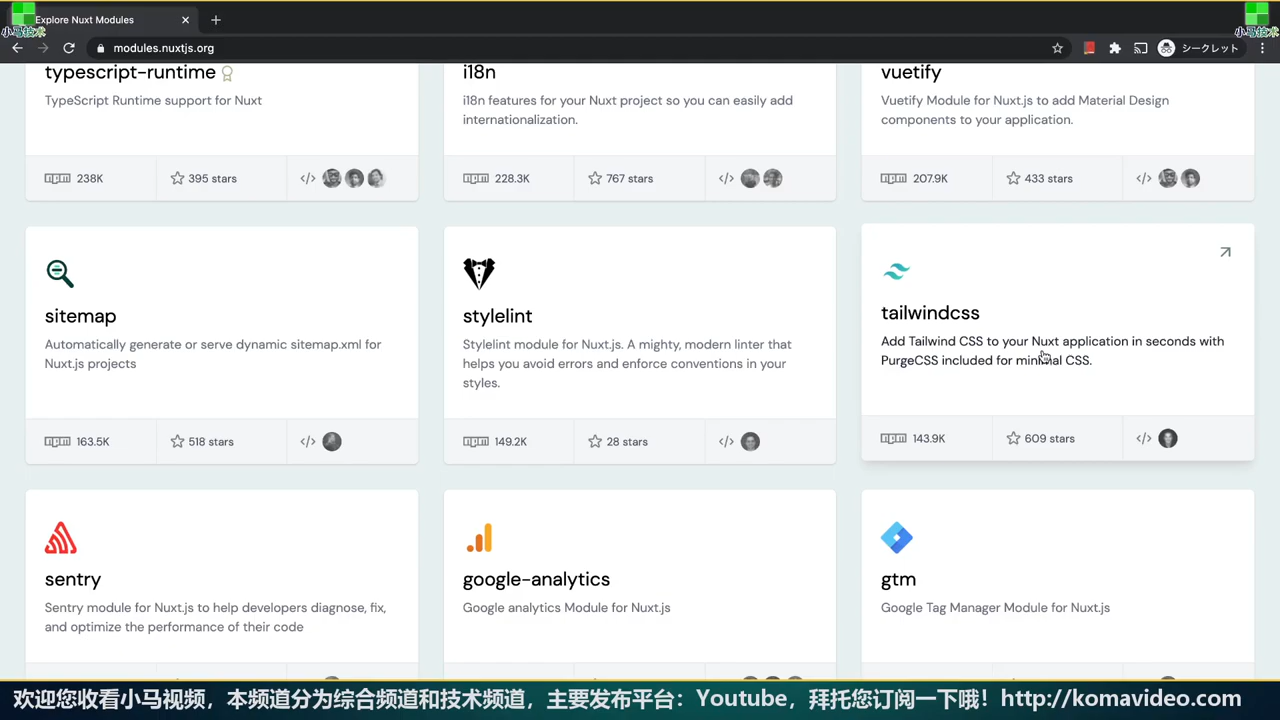 Explore Nuxt Modules
小马技术
小马技术
modules.nuxtjs.org
シークレット
typescript-runtime
TypeScript Runtime support for Nuxt
238K
395 stars
i18n
i18n features for your Nuxt project so you can easily add
internationalization.
228.3K
767 stars
vuetify
Vuetify Module for Nuxt.js to add Material Design
components to your application.
207.9K
433 stars
sitemap
Automatically generate or serve dynamic sitemap.xml for
Nuxt.js projects
163.5K
518 stars
stylelint
Stylelint module for Nuxt.js. A mighty, modern linter that
helps you avoid errors and enforce conventions in your
styles.
149.2K
28 stars
tailwindcss
Add Tailwind CSS to your Nuxt application in seconds with
PurgeCSS included for minimal CSS.
143.9K
609 stars
sentry
Sentry module for Nuxt.js to help developers diagnose, fix,
and optimize the performance of their code
google-analytics
Google analytics Module for Nuxt.js
gtm
Google Tag Manager Module for Nuxt.js
欢迎您收看小马视频，本频道分为综合频道和技术频道，主要发布平台：Youtube，拜托您订阅一下哦！http://komavideo.com